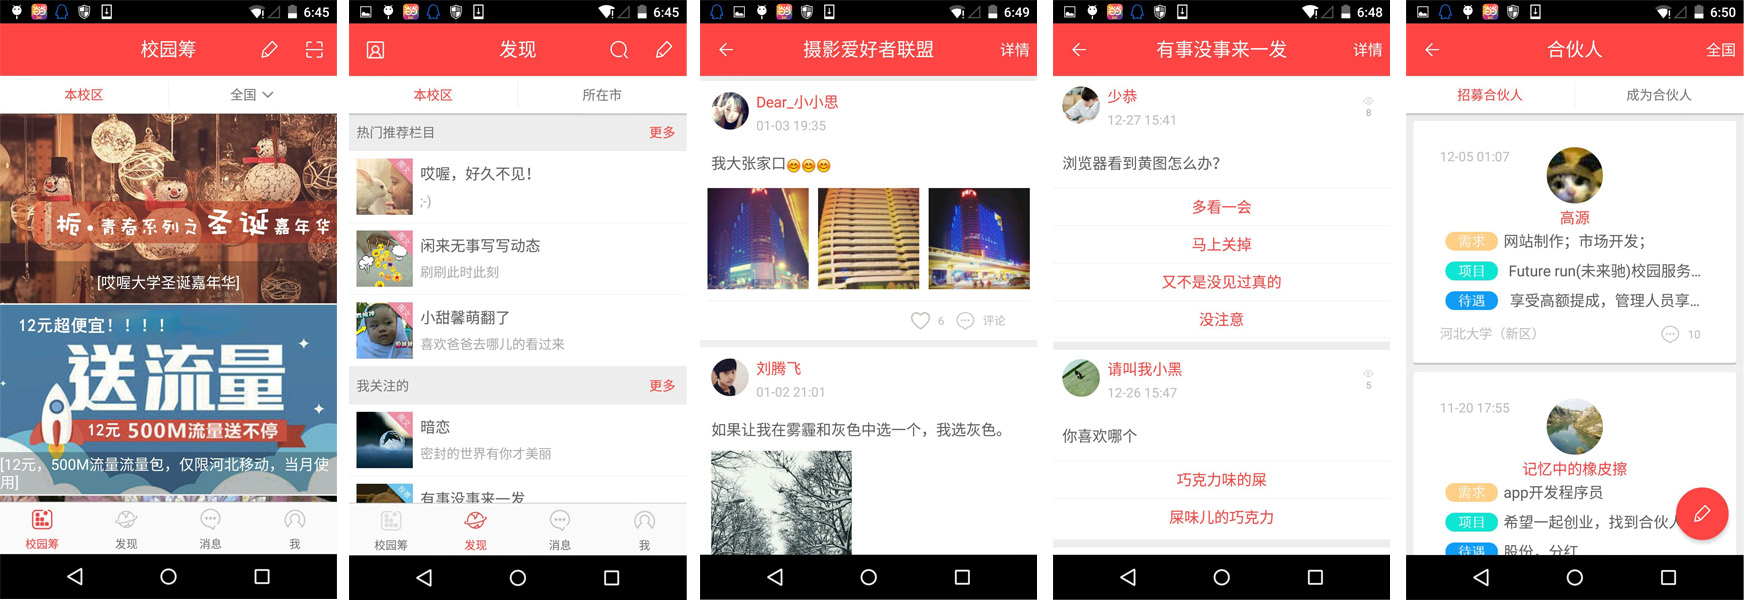 6:45
校园筹
本校区
全国
栀·青春系列之圣诞嘉年华
[哎喔大学圣诞嘉年华]
12元超便宜！！！！
送流量
12元 500M流量送不停
[12元，500M流量流量包，仅限河北移动，当月使
用]
校园筹
发现
消息
我
6:45
发现
本校区
所在市
热门推荐栏目
更多
图文
哎喔，好久不见！
;-)
图文
闲来无事写写动态
刷刷此时此刻
图文
小甜馨萌翻了
喜欢爸爸去哪儿的看过来
我关注的
更多
图文
暗恋
密封的世界有你才美丽
投票
有事没事来一发
校园筹
发现
消息
我
6:49
摄影爱好者联盟
详情
Dear_小小思
01-03 19:35
我大张家口😊😊😊
6
评论
刘腾飞
01-02 21:01
如果让我在雾霾和灰色中选一个，我选灰色。
6:48
有事没事来一发
详情
少恭
12-27 15:41
8
浏览器看到黄图怎么办？
多看一会
马上关掉
又不是没见过真的
没注意
请叫我小黑
12-26 15:47
5
你喜欢哪个
巧克力味的屎
屎味儿的巧克力
6:50
合伙人
全国
招募合伙人
成为合伙人
12-05 01:07
高源
需求 网站制作；市场开发；
项目 Future run(未来驰)校园服务...
待遇 享受高额提成，管理人员享...
河北大学（新区）
10
11-20 17:55
记忆中的橡皮擦
需求 app开发程序员
项目 希望一起创业，找到合伙人
待遇 股份，分红